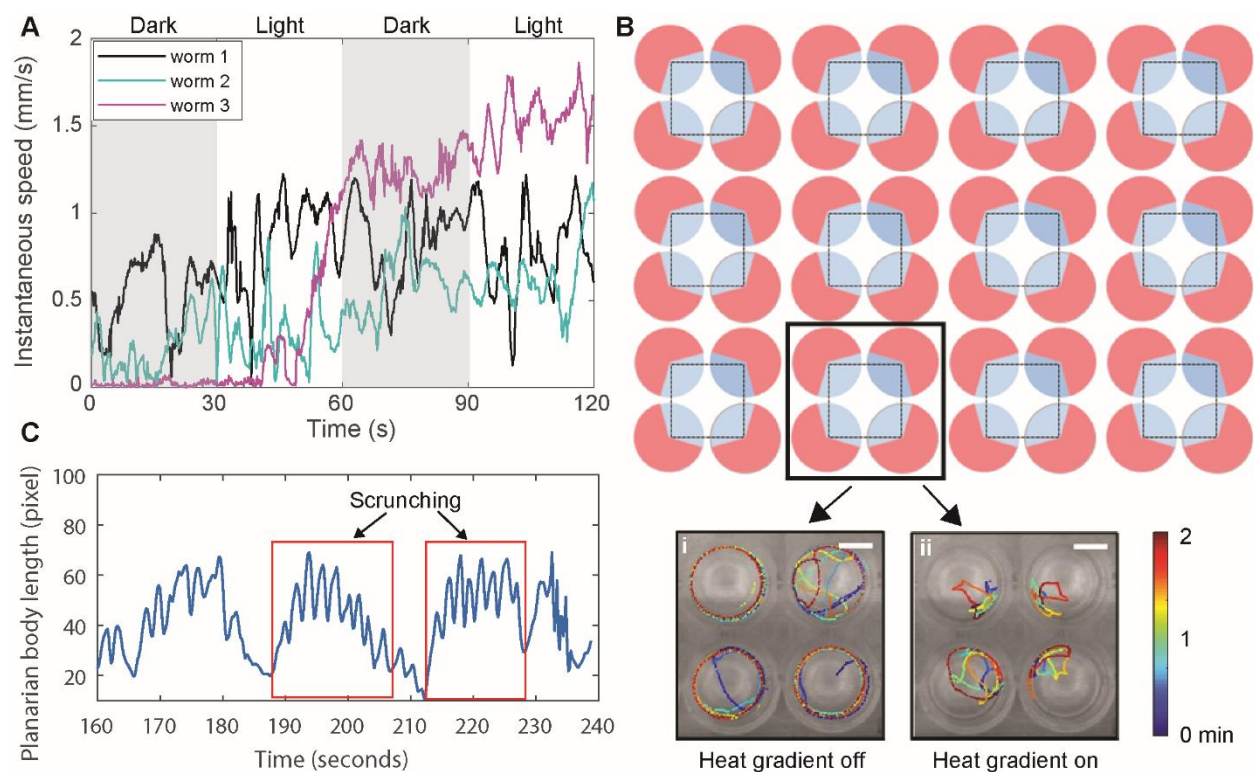 A
Dark Light Dark Light
worm 1
worm 2
worm 3
2
1.5
1
0.5
0
Instantaneous speed (mm/s)
0 30 60 90 120
Time (s)
B
i
ii
2
1
0 min
Heat gradient off
Heat gradient on
C
Scrunching
100
80
60
40
20
Planarian body length (pixel)
160 170 180 190 200 210 220 230 240
Time (seconds)